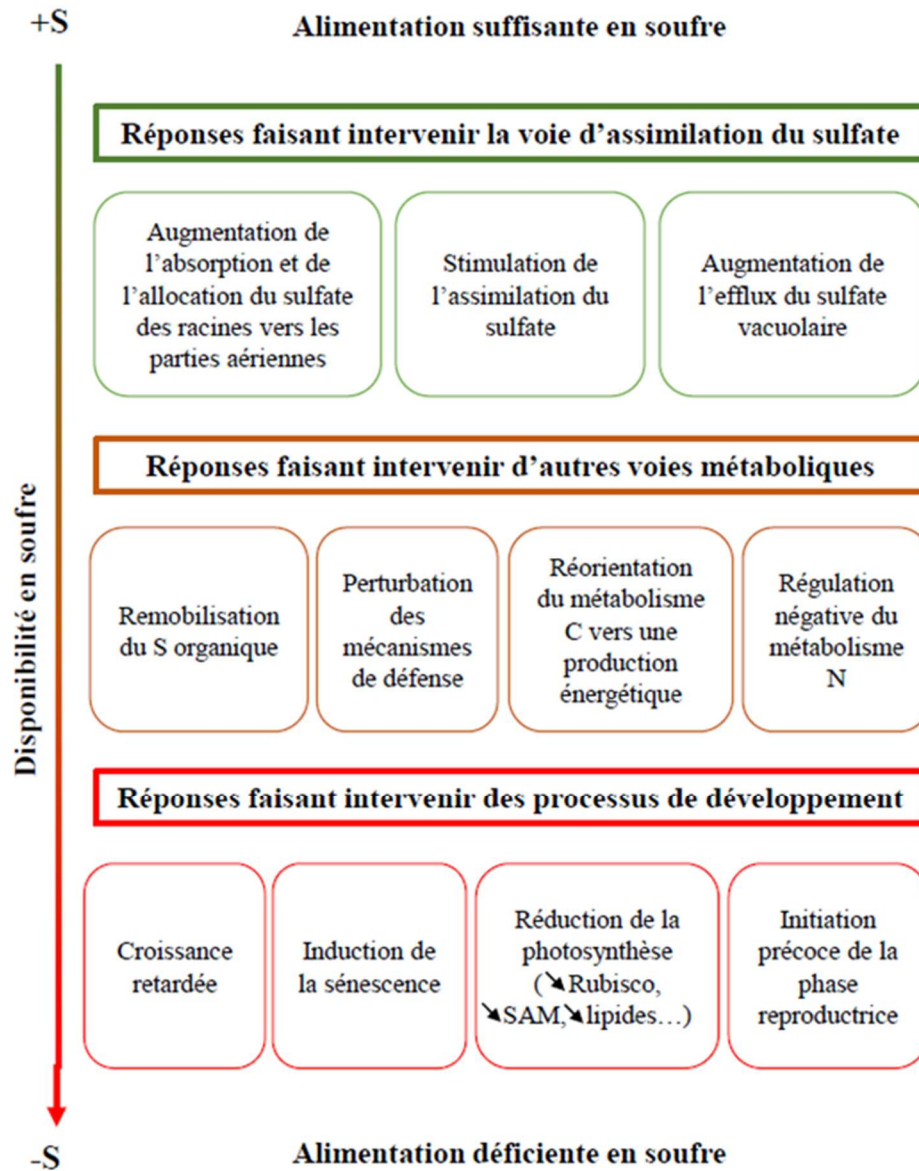 +S
Alimentation suffisante en soufre
Réponses faisant intervenir la voie d’assimilation du sulfate
Augmentation de
l’absorption et de
l’allocation du sulfate
des racines vers les
parties aériennes
Stimulation de
l’assimilation du
sulfate
Augmentation de
l’efflux du sulfate
vacuolaire
Disponibilité en soufre
Réponses faisant intervenir d’autres voies métaboliques
Remobilisation
du S organique
Perturbation
des
mécanismes
de défense
Réorientation
du métabolisme
C vers une
production
énergétique
Régulation
négative du
métabolisme
N
Réponses faisant intervenir des processus de développement
Croissance
retardée
Induction de
la sénescence
Réduction de la
photosynthèse
(↘Rubisco,
↘SAM,↘lipides…)
Initiation
précoce de la
phase
reproductrice
-S
Alimentation déficiente en soufre